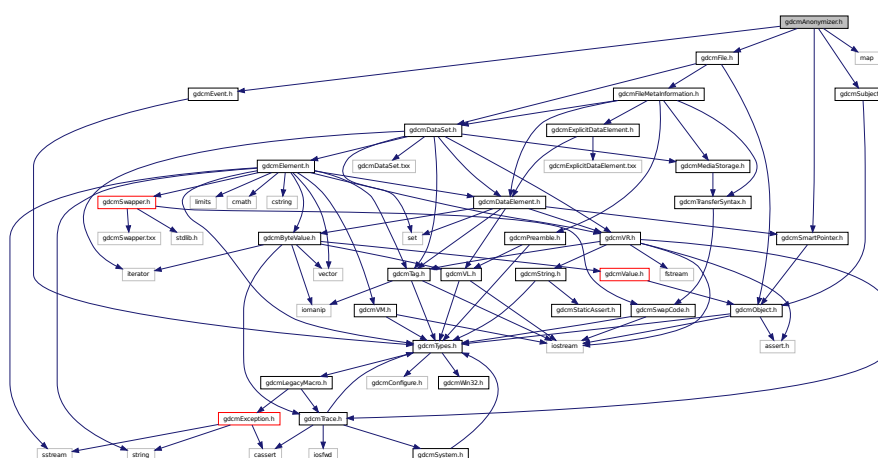 gdcmAnonymizer.h
gdcmFile.h
map
gdcmEvent.h
gdcmFileMetaInformation.h
gdcmSubject
gdcmDataSet.h
gdcmExplicitDataElement.h
gdcmElement.h
gdcmDataSet.txx
gdcmExplicitDataElement.txx
gdcmMediaStorage.h
gdcmSwapper.h
limits
cmath
cstring
gdcmDataElement.h
gdcmTransferSyntax.h
gdcmSwapper.txx
stdlib.h
gdcmByteValue.h
set
gdcmPreamble.h
gdcmVR.h
gdcmSmartPointer.h
iterator
vector
gdcmTag.h
gdcmVL.h
gdcmString.h
gdcmValue.h
fstream
iomanip
gdcmVM.h
gdcmStaticAssert.h
gdcmSwapCode.h
gdcmObject.h
gdcmTypes.h
iostream
assert.h
gdcmLegacyMacro.h
gdcmConfigure.h
gdcmWin32.h
gdcmException.h
gdcmTrace.h
sstream
string
cassert
iosfwd
gdcmSystem.h